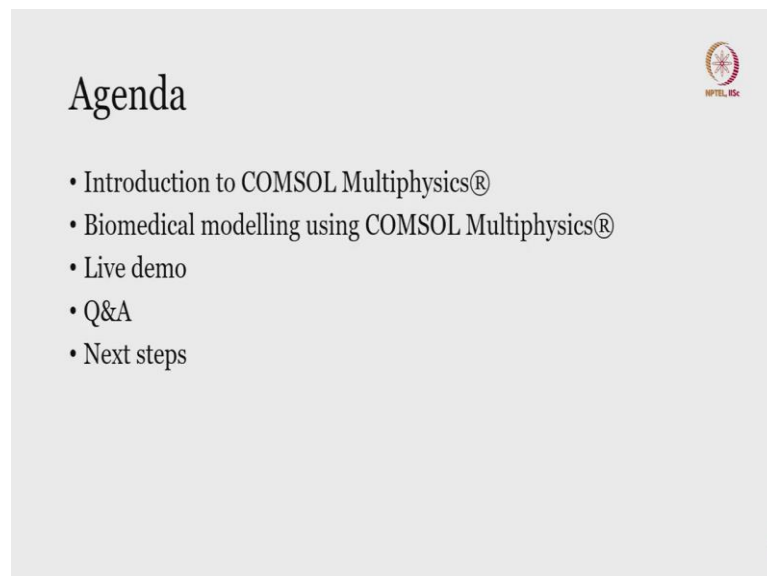 Agenda
NPTEL, IISc
• Introduction to COMSOL Multiphysics®
• Biomedical modelling using COMSOL Multiphysics®
• Live demo
• Q&A
• Next steps